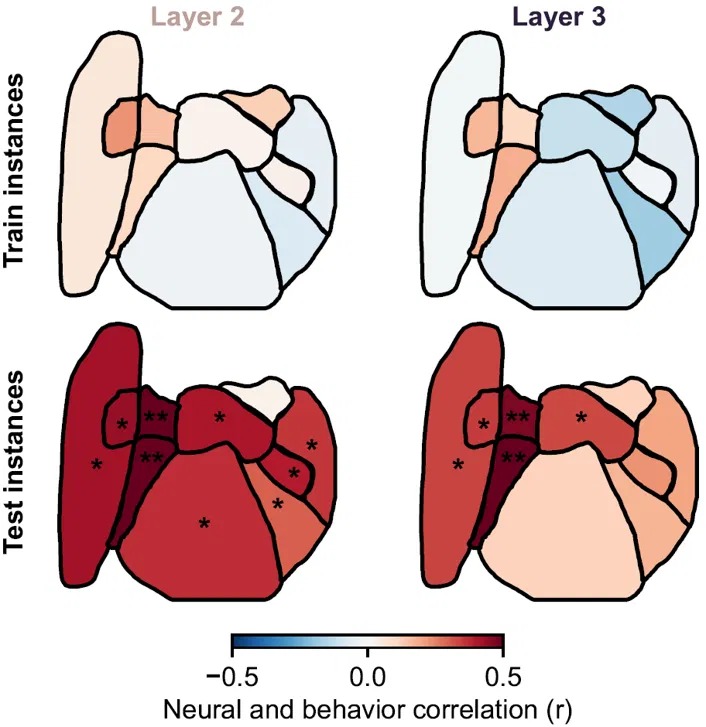 Layer 2 Layer 3
Train instances
* ** * * ** * * * *
Test instances
* ** * * **
−0.5 0.0 0.5
Neural and behavior correlation (r)